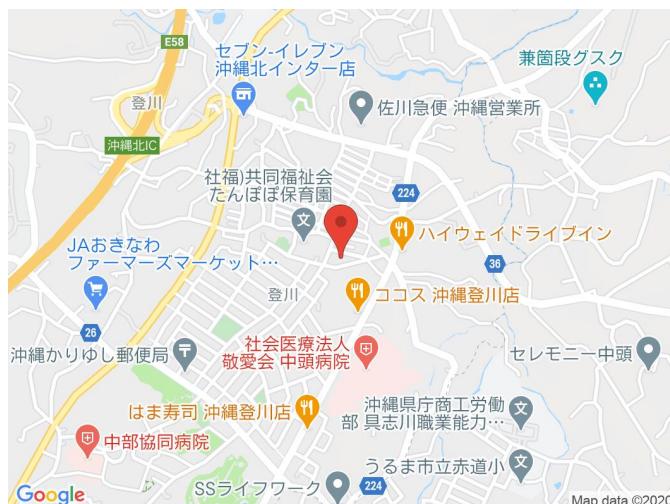 E58
セブン-イレブン
沖縄北インター店
兼箇段グスク
登川
佐川急便 沖縄営業所
沖縄北IC
社福)共同福祉会
たんぽぽ保育園
224
ハイウェイドライブイン
JAおきなわ
ファーマーズマーケット…
36
登川
ココス 沖縄登川店
26
沖縄かりゆし郵便局
社会医療法人
敬愛会 中頭病院
セレモニー中頭
はま寿司 沖縄登川店
沖縄県庁商工労働
部 具志川職業能力…
中部協同病院
うるま市立赤道小
SSライフワーク
224
Google
Map data ©2020